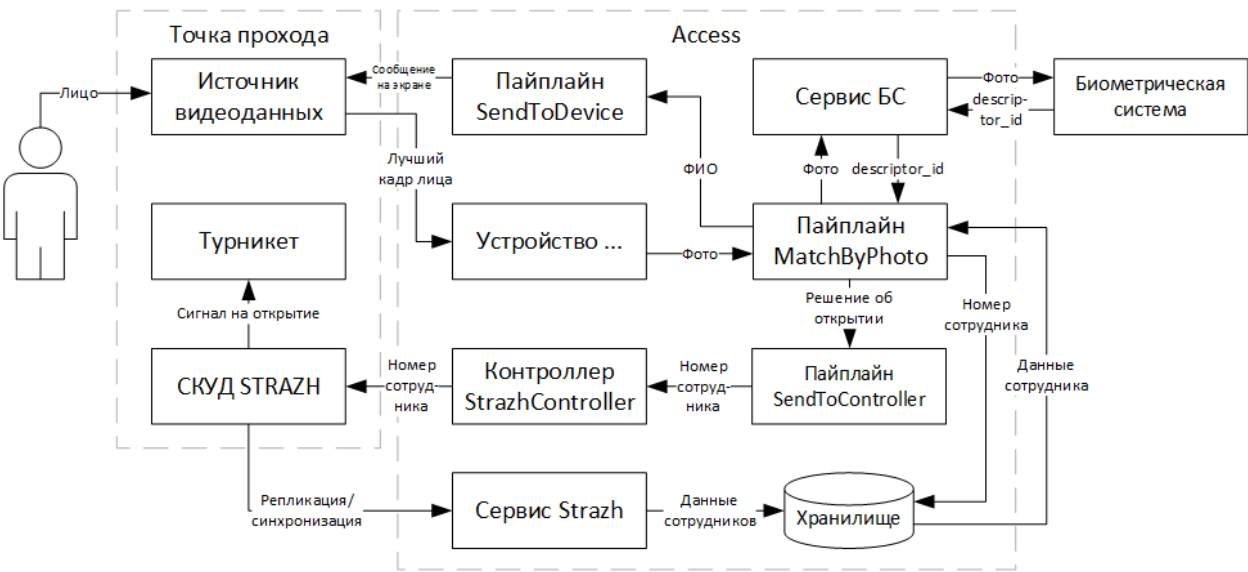 Точка прохода
Access
Лицо
Источник
видеоданных
Сообщение
на экране
Пайплайн
SendToDevice
Сервис БС
Фото
descrip-
tor_id
Биометрическая
система
Лучший
кадр лица
ФИО
Фото
descriptor_id
Турникет
Устройство ...
Фото
Пайплайн
MatchByPhoto
Сигнал на открытие
Решение об
открытии
Номер
сотрудника
Данные
сотрудника
СКУД STRAZH
Номер
сотруд-
ника
Контроллер
StrazhController
Номер
сотруд-
ника
Пайплайн
SendToController
Репликация/
синхронизация
Сервис Strazh
Данные
сотрудников
Хранилище